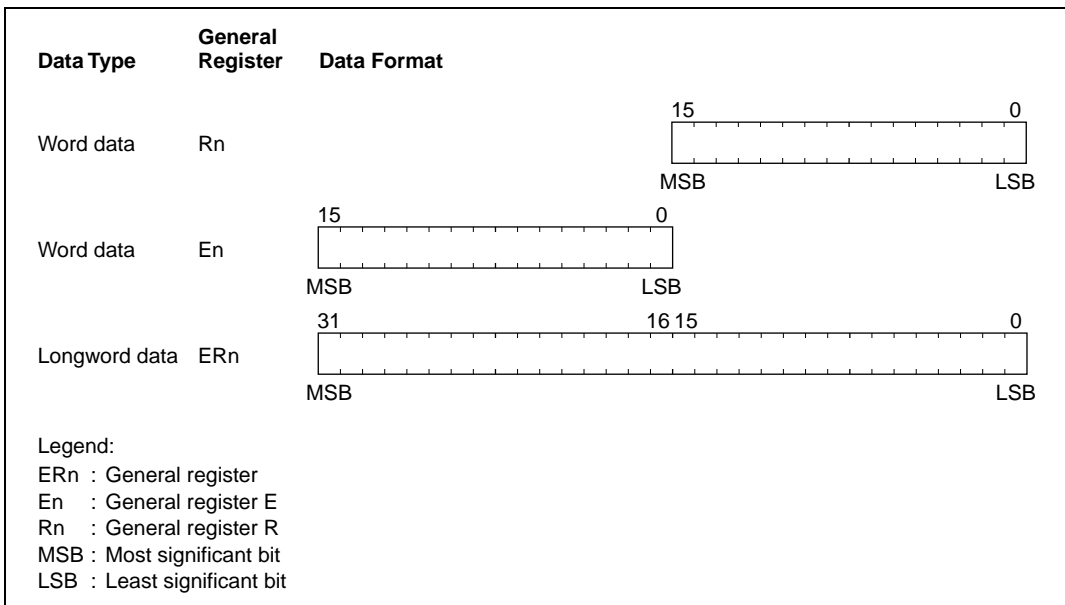 General
Data Type Register Data Format
15 0
Word data Rn
MSB LSB
15 0
Word data En
MSB LSB
31 16 15 0
Longword data ERn
MSB LSB
Legend:
ERn : General register
En : General register E
Rn : General register R
MSB : Most significant bit
LSB : Least significant bit